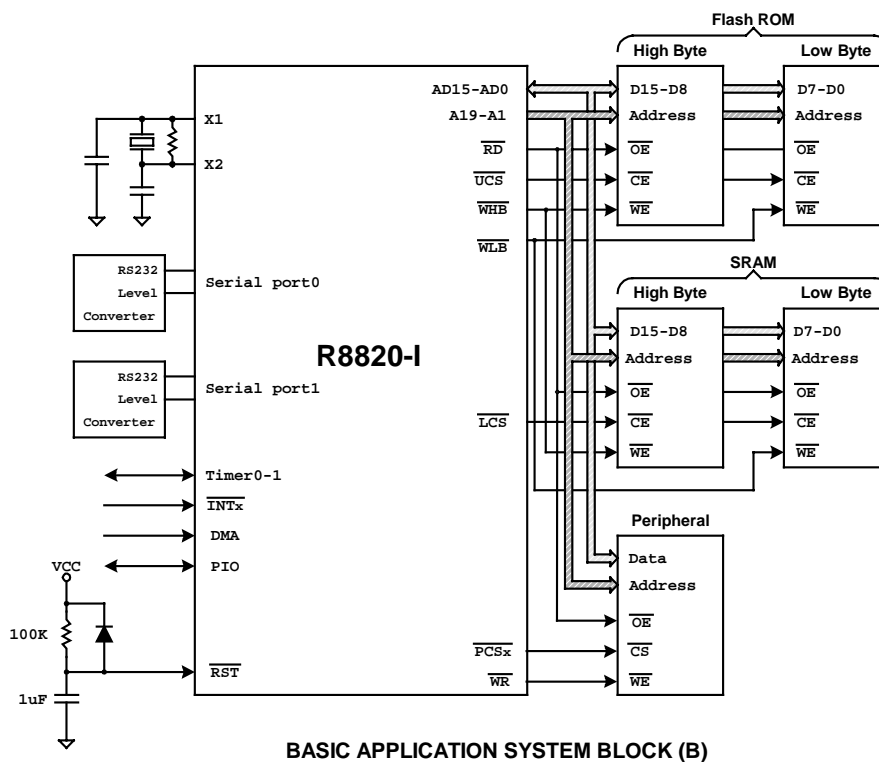 Flash ROM
High Byte
Low Byte
AD15-AD0
D15-D8
D7-D0
X1
A19-A1
Address
Address
RD
OE
OE
X2
UCS
CE
CE
WHB
WE
WE
WLB
SRAM
RS232
Level
Converter
Serial port0
High Byte
Low Byte
D15-D8
D7-D0
R8820-I
Address
Address
RS232
Level
Converter
Serial port1
OE
OE
LCS
CE
CE
WE
WE
Timer0-1
INTx
DMA
PIO
Peripheral
Data
Address
VCC
100K
OE
PCSx
CS
RST
WR
WE
1uF
BASIC APPLICATION SYSTEM BLOCK (B)